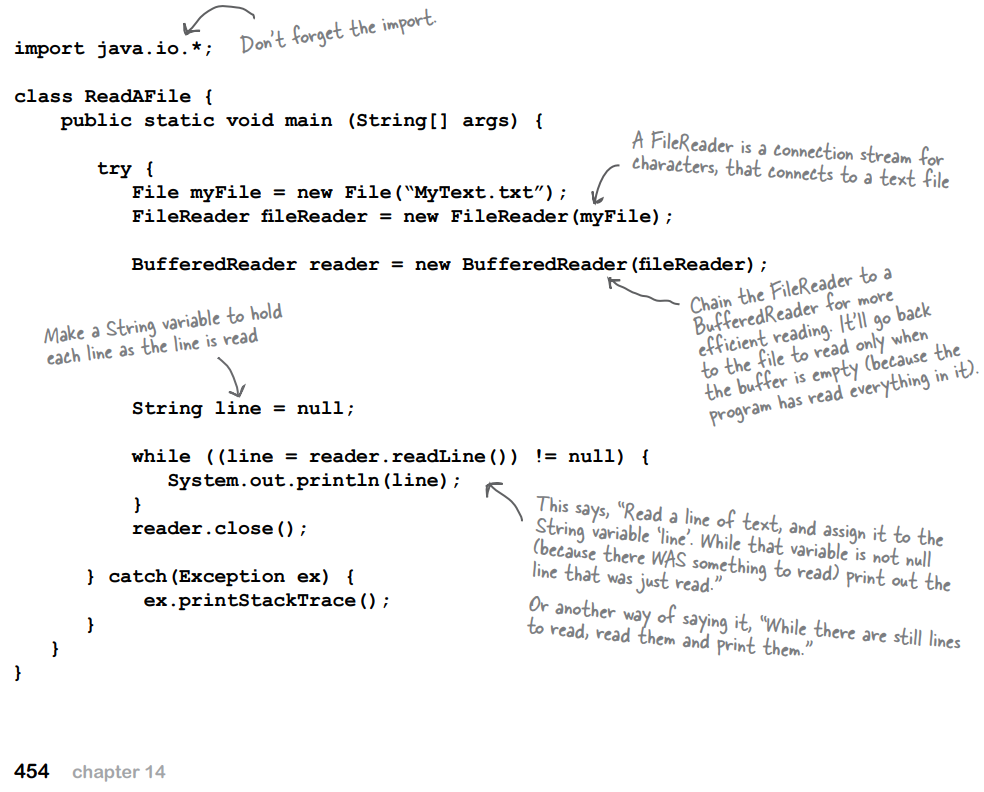 import java.io.*;
Don't forget the import.
class ReadAFile {
public static void main (String[] args) {
try {
File myFile = new File(“MyText.txt”);
FileReader fileReader = new FileReader(myFile);
A FileReader is a connection stream for
characters, that connects to a text file
BufferedReader reader = new BufferedReader(fileReader);
Chain the FileReader to a
BufferedReader for more
efficient reading. It'll go back
to the file to read only when
the buffer is empty (because the
program has read everything in it).
Make a String variable to hold
each line as the line is read
String line = null;
while ((line = reader.readLine()) != null) {
System.out.println(line);
}
reader.close();
This says, “Read a line of text, and assign it to the
String variable ‘line’. While that variable is not null
(because there WAS something to read) print out the
line that was just read.”
Or another way of saying it, “While there are still lines
to read, read them and print them.”
} catch(Exception ex) {
ex.printStackTrace();
}
}
}
454 chapter 14